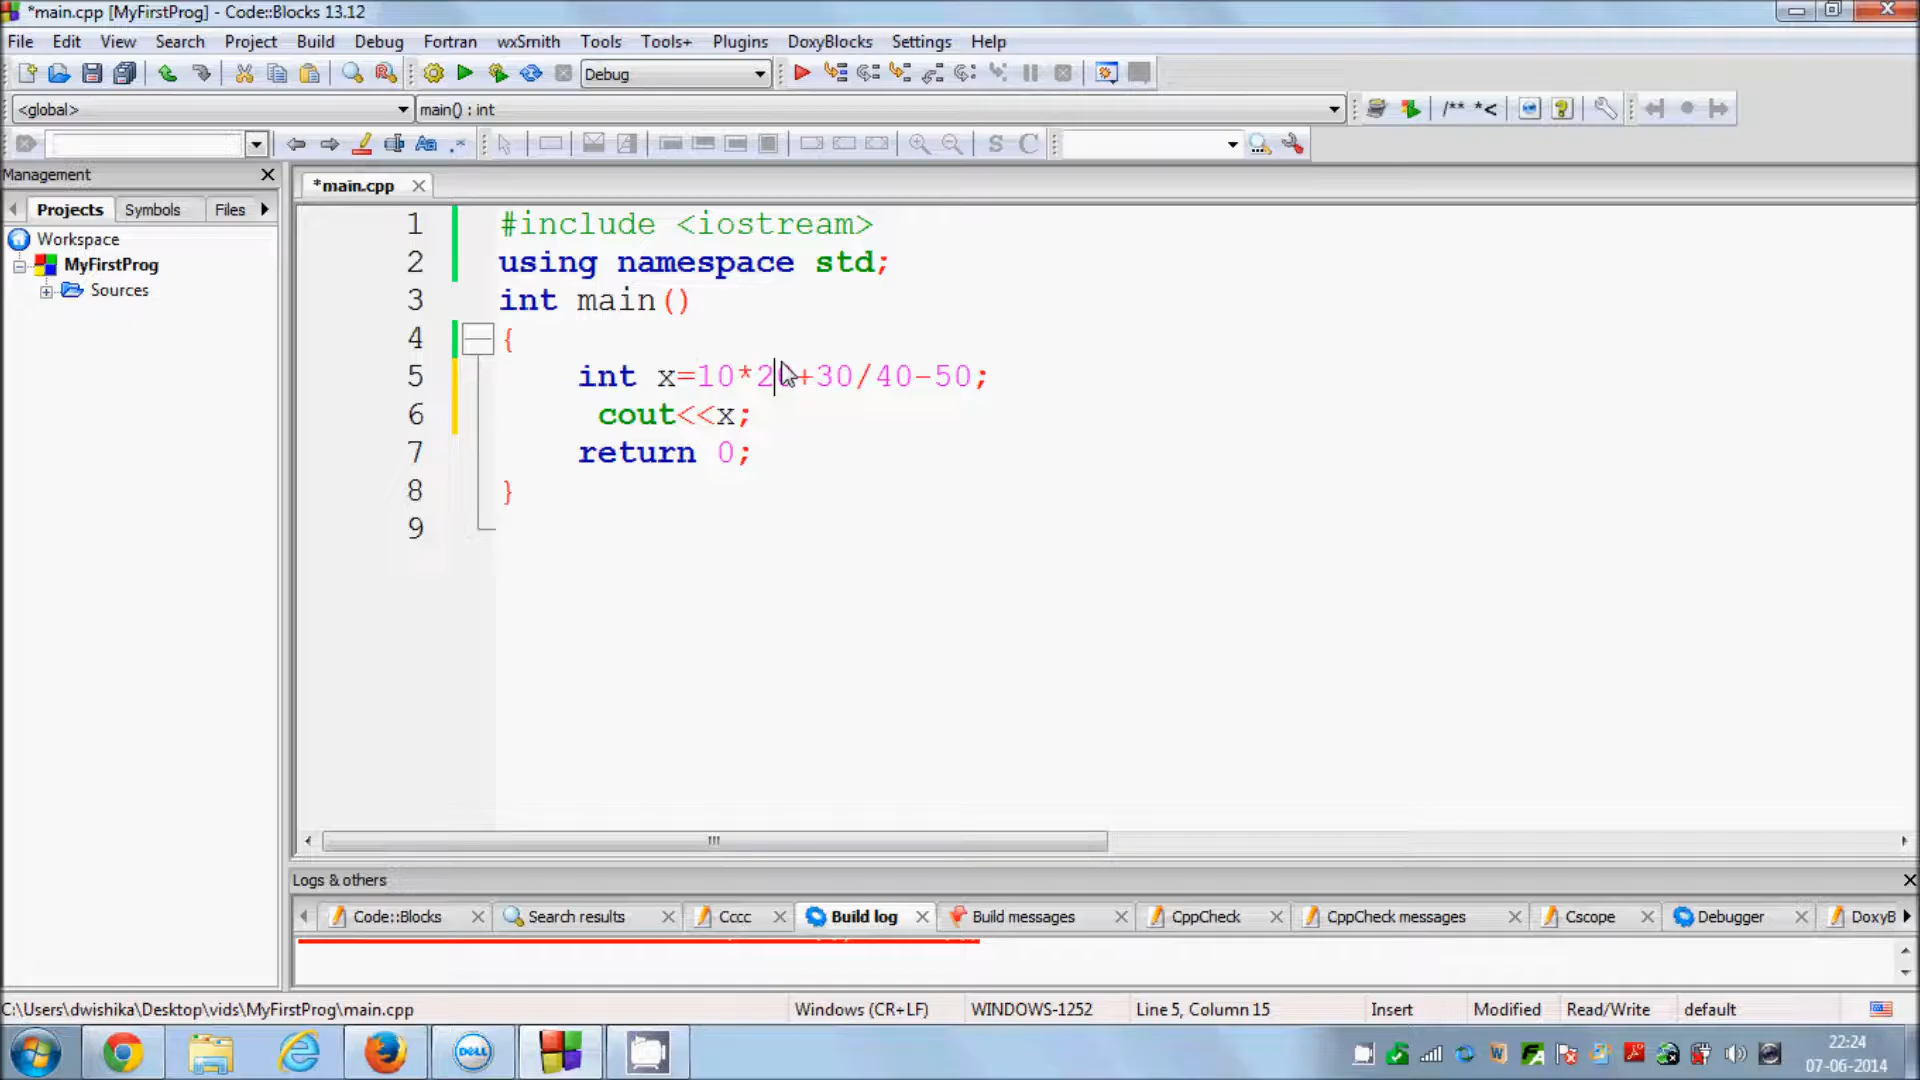 *main.cpp [MyFirstProg] - Code::Blocks 13.12
File Edit View Search Project Build Debug Fortran wxSmith Tools Tools+ Plugins DoxyBlocks Settings Help
Debug
<global> main() : int /** *<
S C
Management
Projects Symbols Files
*main.cpp
Workspace
MyFirstProg
Sources
1 #include <iostream>
2 using namespace std;
3 int main()
4 {
5 int x=10*20+30/40-50;
6 cout<<x;
7 return 0;
8 }
9
Logs & others
Code::Blocks Search results Cccc Build log Build messages CppCheck CppCheck messages Cscope Debugger DoxyB
C:\Users\dwishika\Desktop\vids\MyFirstProg\main.cpp Windows (CR+LF) WINDOWS-1252 Line 5, Column 15 Insert Modified Read/Write default
DELL
22:24
07-06-2014